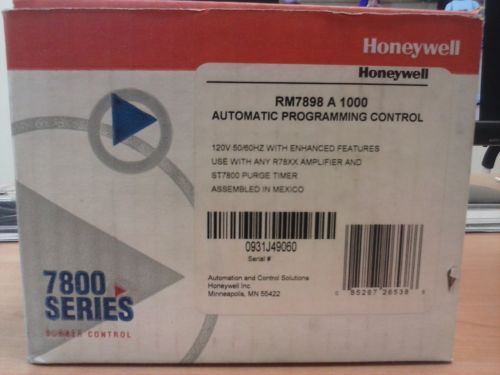 Honeywell
Honeywell
RM7898 A 1000
AUTOMATIC PROGRAMMING CONTROL
120V 50/60HZ WITH ENHANCED FEATURES
USE WITH ANY R78XX AMPLIFIER AND
ST7800 PURGE TIMER
ASSEMBLED IN MEXICO
0931J49060
Serial #
Automation and Control Solutions
Honeywell Inc.
Minneapolis, MN 55422
85267 26538
7800
SERIES
BURNER CONTROL